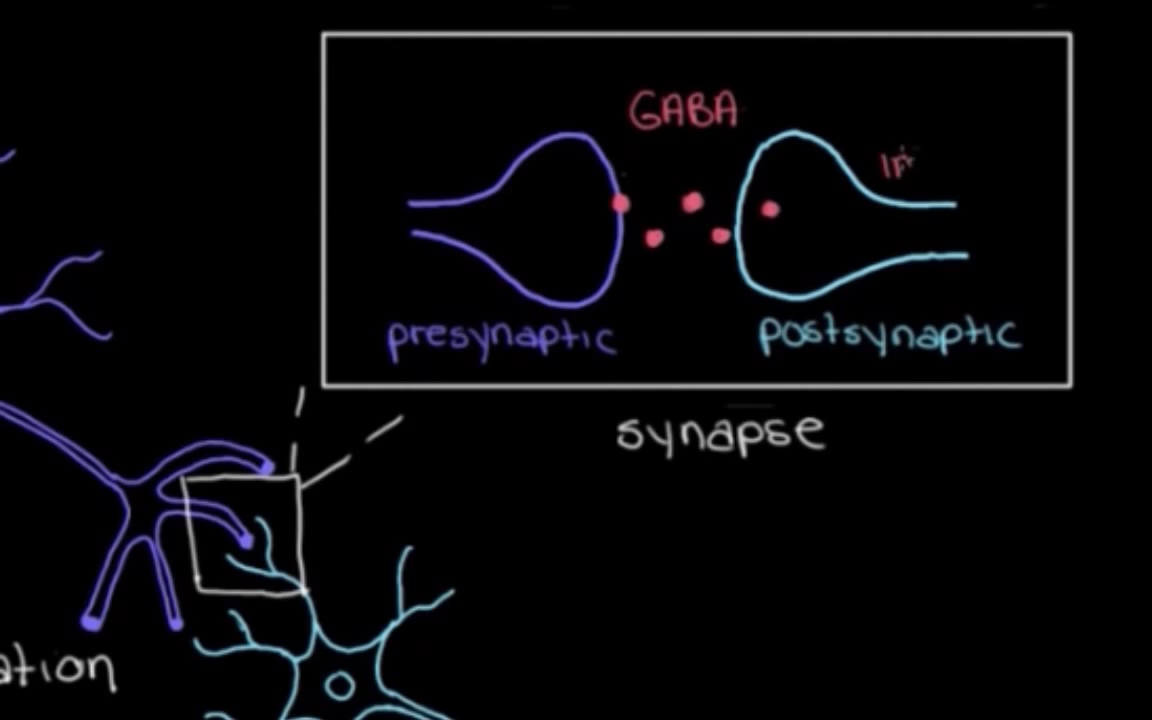 GABA
presynaptic
postsynaptic
synapse
ation